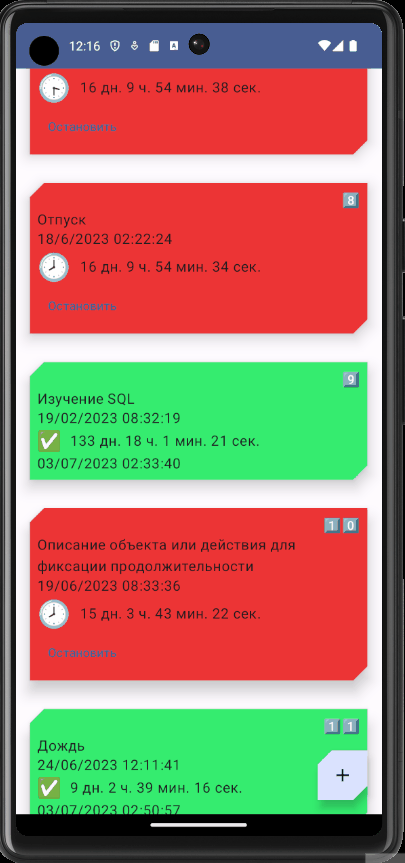 12:16
16 дн. 9 ч. 54 мин. 38 сек.
Остановить
8
Отпуск
18/6/2023 02:22:24
16 дн. 9 ч. 54 мин. 34 сек.
Остановить
9
Изучение SQL
19/02/2023 08:32:19
133 дн. 18 ч. 1 мин. 21 сек.
03/07/2023 02:33:40
10
Описание объекта или действия для
фиксации продолжительности
19/06/2023 08:33:36
15 дн. 3 ч. 43 мин. 22 сек.
Остановить
11
Дождь
24/06/2023 12:11:41
9 дн. 2 ч. 39 мин. 16 сек.
03/07/2023 02:50:57
+